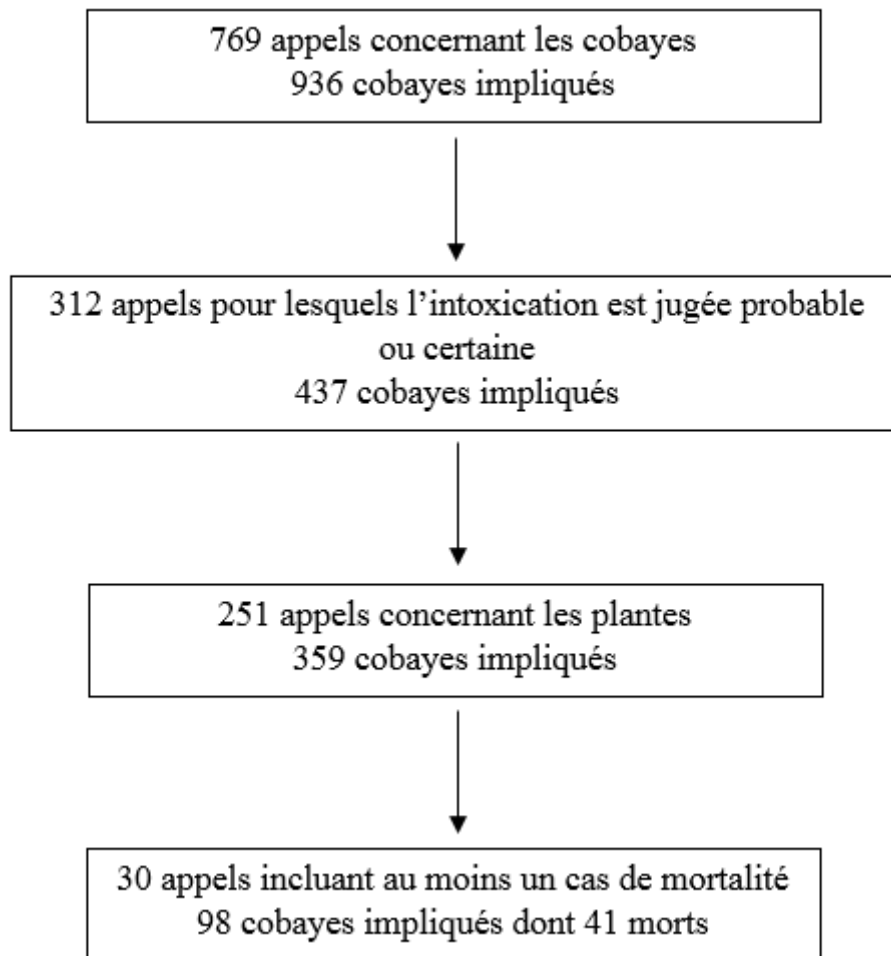 769 appels concernant les cobayes
936 cobayes impliqués
312 appels pour lesquels l’intoxication est jugée probable
ou certaine
437 cobayes impliqués
251 appels concernant les plantes
359 cobayes impliqués
30 appels incluant au moins un cas de mortalité
98 cobayes impliqués dont 41 morts